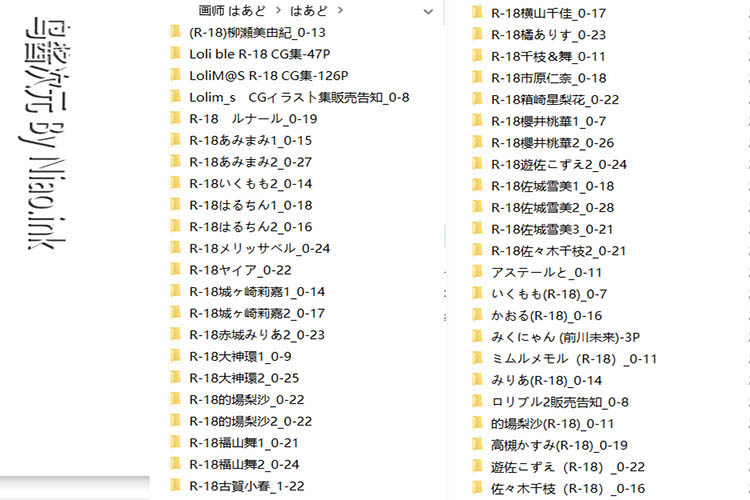 鸟酱次元 By Niao.ink
画师 はあど > はあど >
(R-18)柳瀬美由紀_0-13
Loli ble R-18 CG集-47P
LoliM@S R-18 CG集-126P
Lolim_s　CGイラスト集販売告知_0-8
R-18　ルナール_0-19
R-18あみまみ1_0-15
R-18あみまみ2_0-27
R-18いくもも2_0-14
R-18はるちん1_0-18
R-18はるちん2_0-16
R-18メリッサベル_0-24
R-18ヤイア_0-22
R-18城ヶ崎莉嘉1_0-14
R-18城ヶ崎莉嘉2_0-17
R-18赤城みりあ2_0-23
R-18大神環1_0-9
R-18大神環2_0-25
R-18的場梨沙_0-22
R-18的場梨沙2_0-22
R-18福山舞1_0-21
R-18福山舞2_0-24
R-18古賀小春_1-22
R-18横山千佳_0-17
R-18橘ありす_0-23
R-18千枝＆舞_0-11
R-18市原仁奈_0-18
R-18箱崎星梨花_0-22
R-18櫻井桃華1_0-7
R-18櫻井桃華2_0-26
R-18遊佐こずえ2_0-24
R-18佐城雪美1_0-18
R-18佐城雪美2_0-28
R-18佐城雪美3_0-21
R-18佐々木千枝2_0-21
アステールと_0-11
いくもも(R-18)_0-7
かおる(R-18)_0-16
みくにゃん (前川未来)-3P
ミムルメモル（R-18）_0-11
みりあ(R-18)_0-14
ロリブル2販売告知_0-8
的場梨沙(R-18)_0-11
高槻かすみ(R-18)_0-19
遊佐こずえ（R-18）_0-22
佐々木千枝（R-18）_0-16